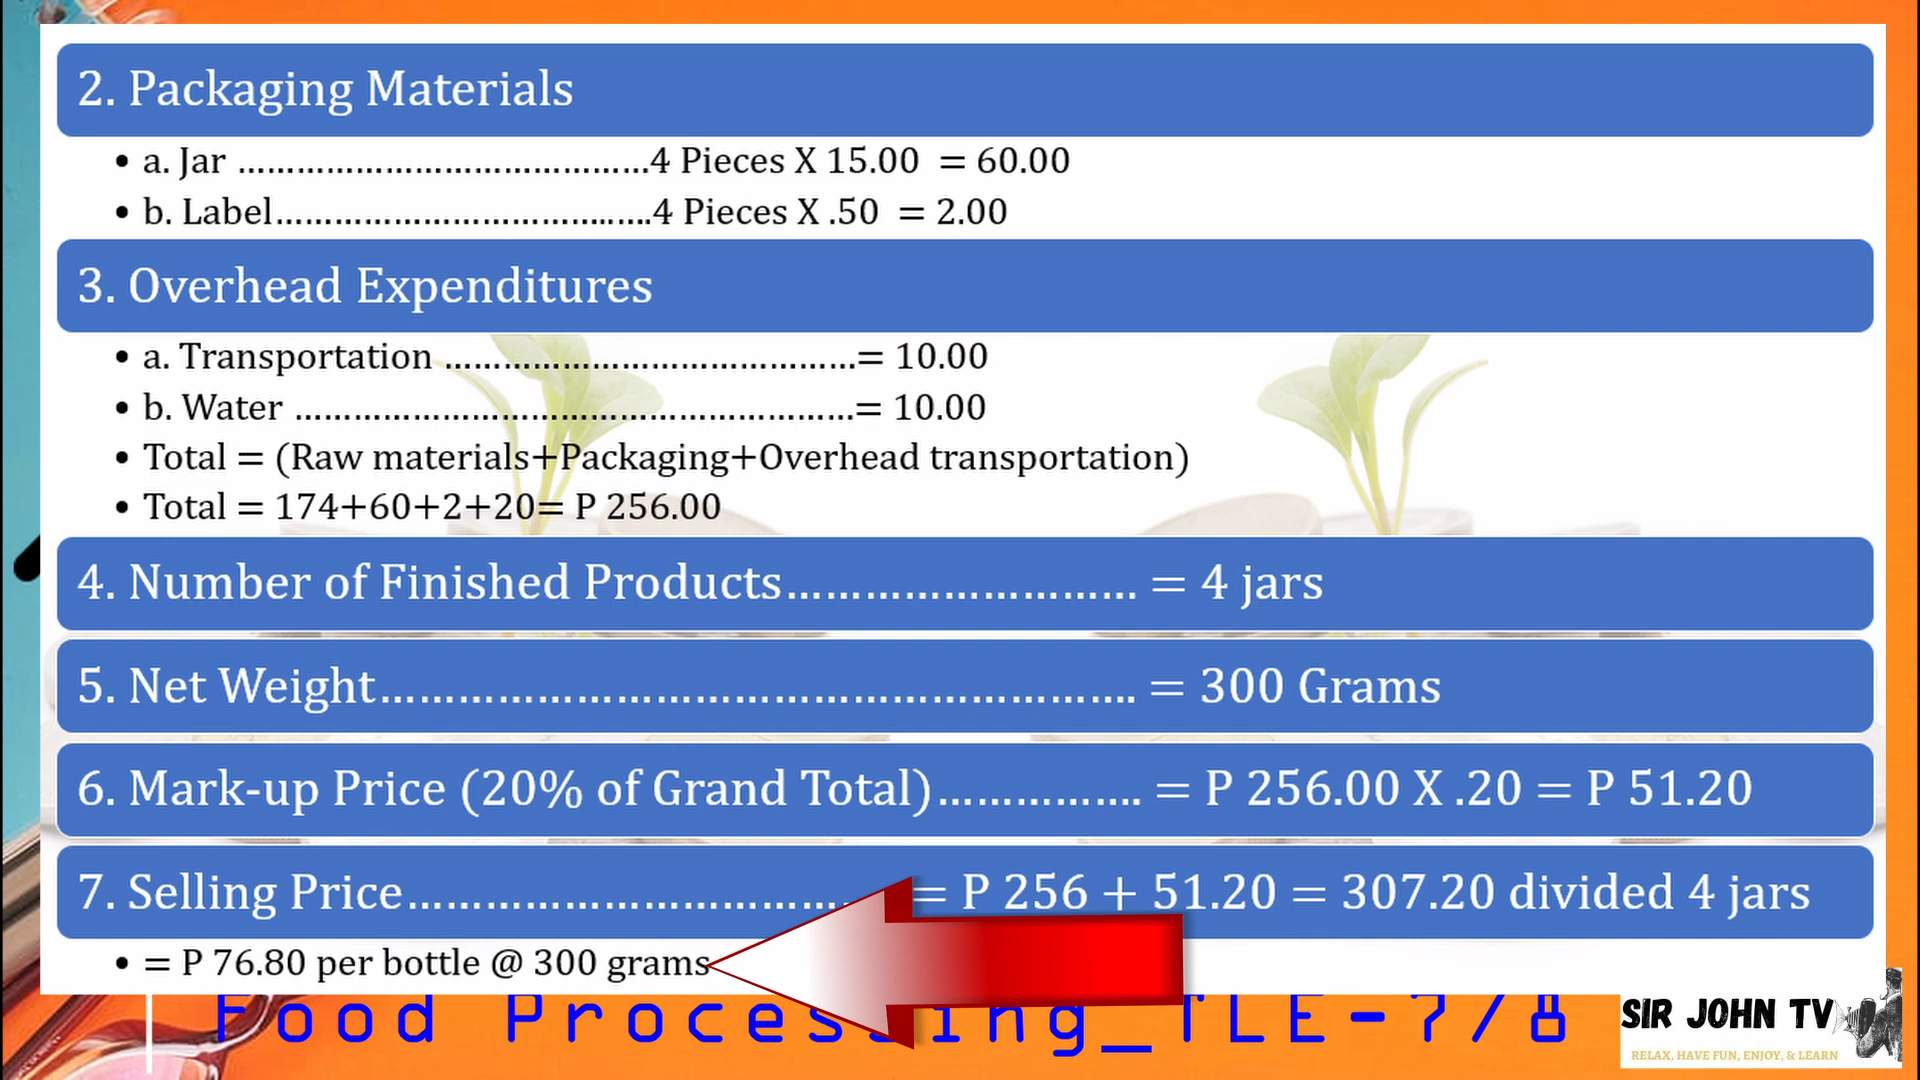 2. Packaging Materials
• a. Jar ……………………………………4 Pieces X 15.00 = 60.00
• b. Label……………………………..…..4 Pieces X .50 = 2.00
3. Overhead Expenditures
• a. Transportation ……………………………………= 10.00
• b. Water …………………………………………………= 10.00
• Total = (Raw materials+Packaging+Overhead transportation)
• Total = 174+60+2+20= P 256.00
4. Number of Finished Products……………………… = 4 jars
5. Net Weight…………………………………………………. = 300 Grams
6. Mark-up Price (20% of Grand Total)……………. = P 256.00 X .20 = P 51.20
7. Selling Price…………………………… = P 256 + 51.20 = 307.20 divided 4 jars
• = P 76.80 per bottle @ 300 grams
Food Processing_TLE-7/8
SIR JOHN TV
RELAX, HAVE FUN, ENJOY, & LEARN